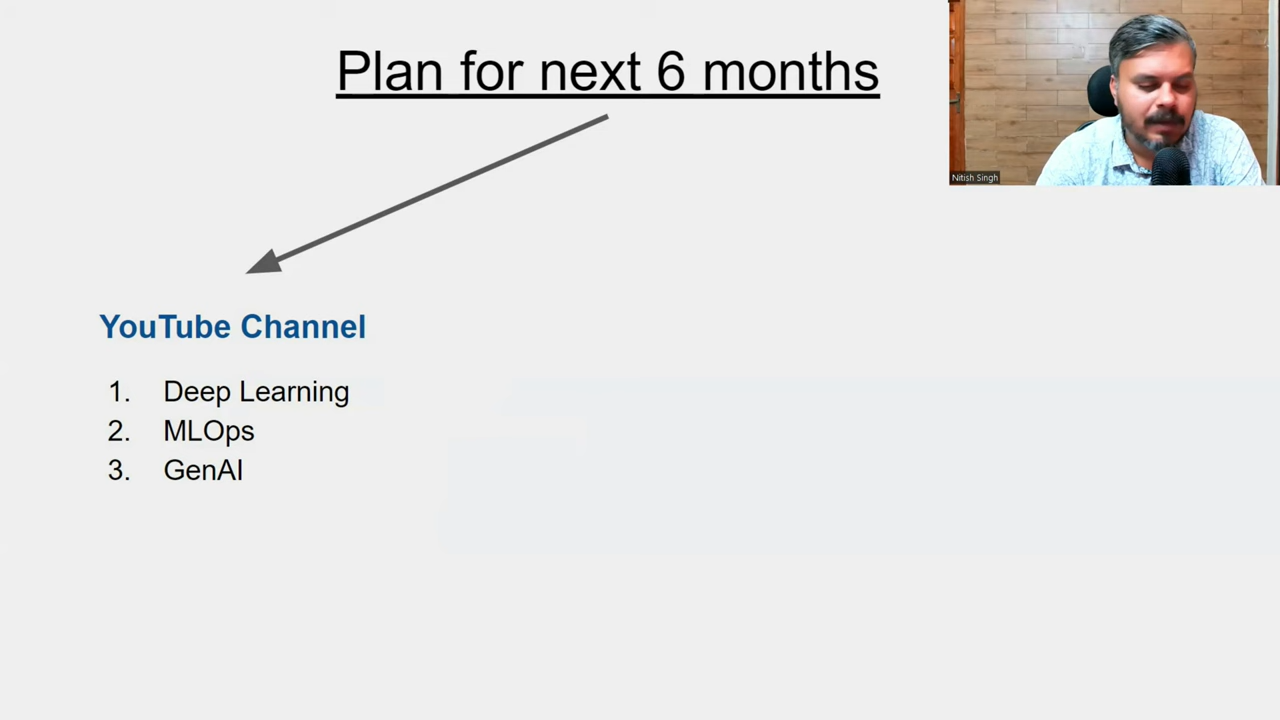 Plan for next 6 months
Nitish Singh
YouTube Channel
1. Deep Learning
2. MLOps
3. GenAI